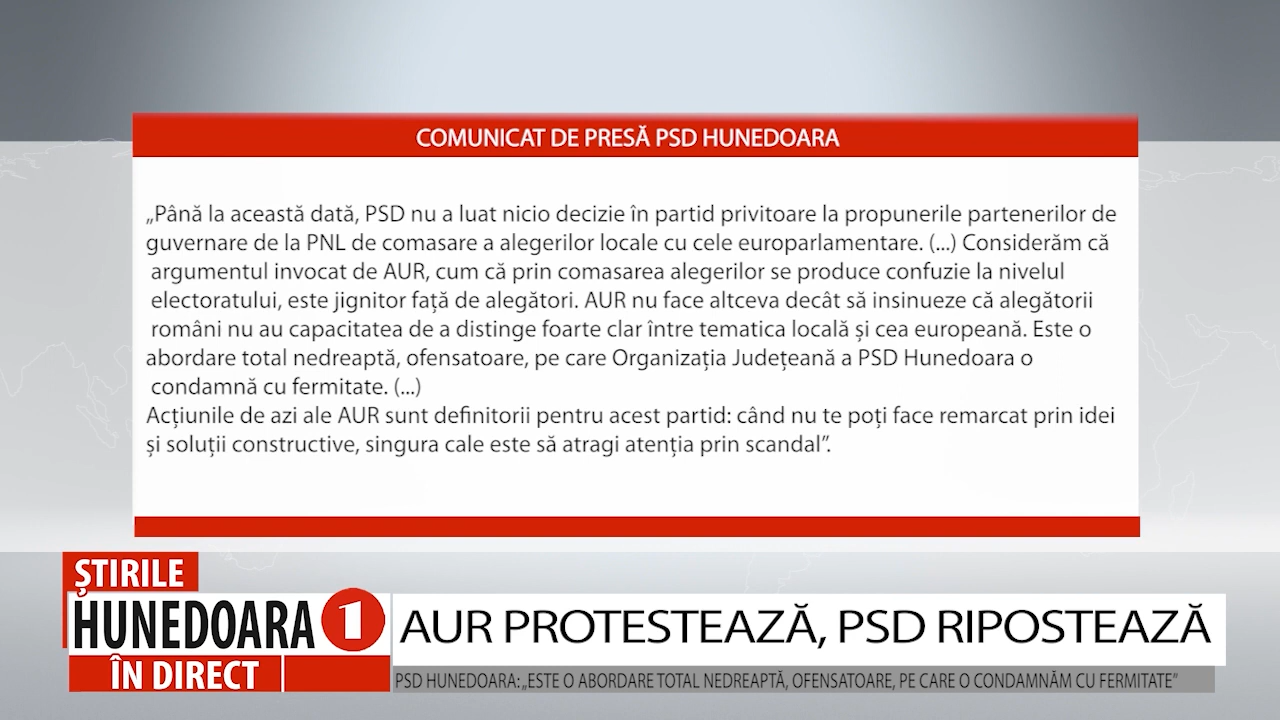 COMUNICAT DE PRESĂ PSD HUNEDOARA
„Până la această dată, PSD nu a luat nicio decizie în partid privitoare la propunerile partenerilor de
guvernare de la PNL de comasare a alegerilor locale cu cele europarlamentare. (...) Considerăm că
argumentul invocat de AUR, cum că prin comasarea alegerilor se produce confuzie la nivelul
electoratului, este jignitor față de alegători. AUR nu face altceva decât să insinueze că alegătorii
români nu au capacitatea de a distinge foarte clar între tematica locală și cea europeană. Este o
abordare total nedreaptă, ofensatoare, pe care Organizația Județeană a PSD Hunedoara o
condamnă cu fermitate. (...)
Acțiunile de azi ale AUR sunt definitorii pentru acest partid: când nu te poți face remarcat prin idei
și soluții constructive, singura cale este să atragi atenția prin scandal”.
ȘTIRILE
HUNEDOARA 1
ÎN DIRECT
AUR PROTESTEAZĂ, PSD RIPOSTEAZĂ
PSD HUNEDOARA: „ESTE O ABORDARE TOTAL NEDREAPTĂ, OFENSATOARE, PE CARE O CONDAMNĂM CU FERMITATE”